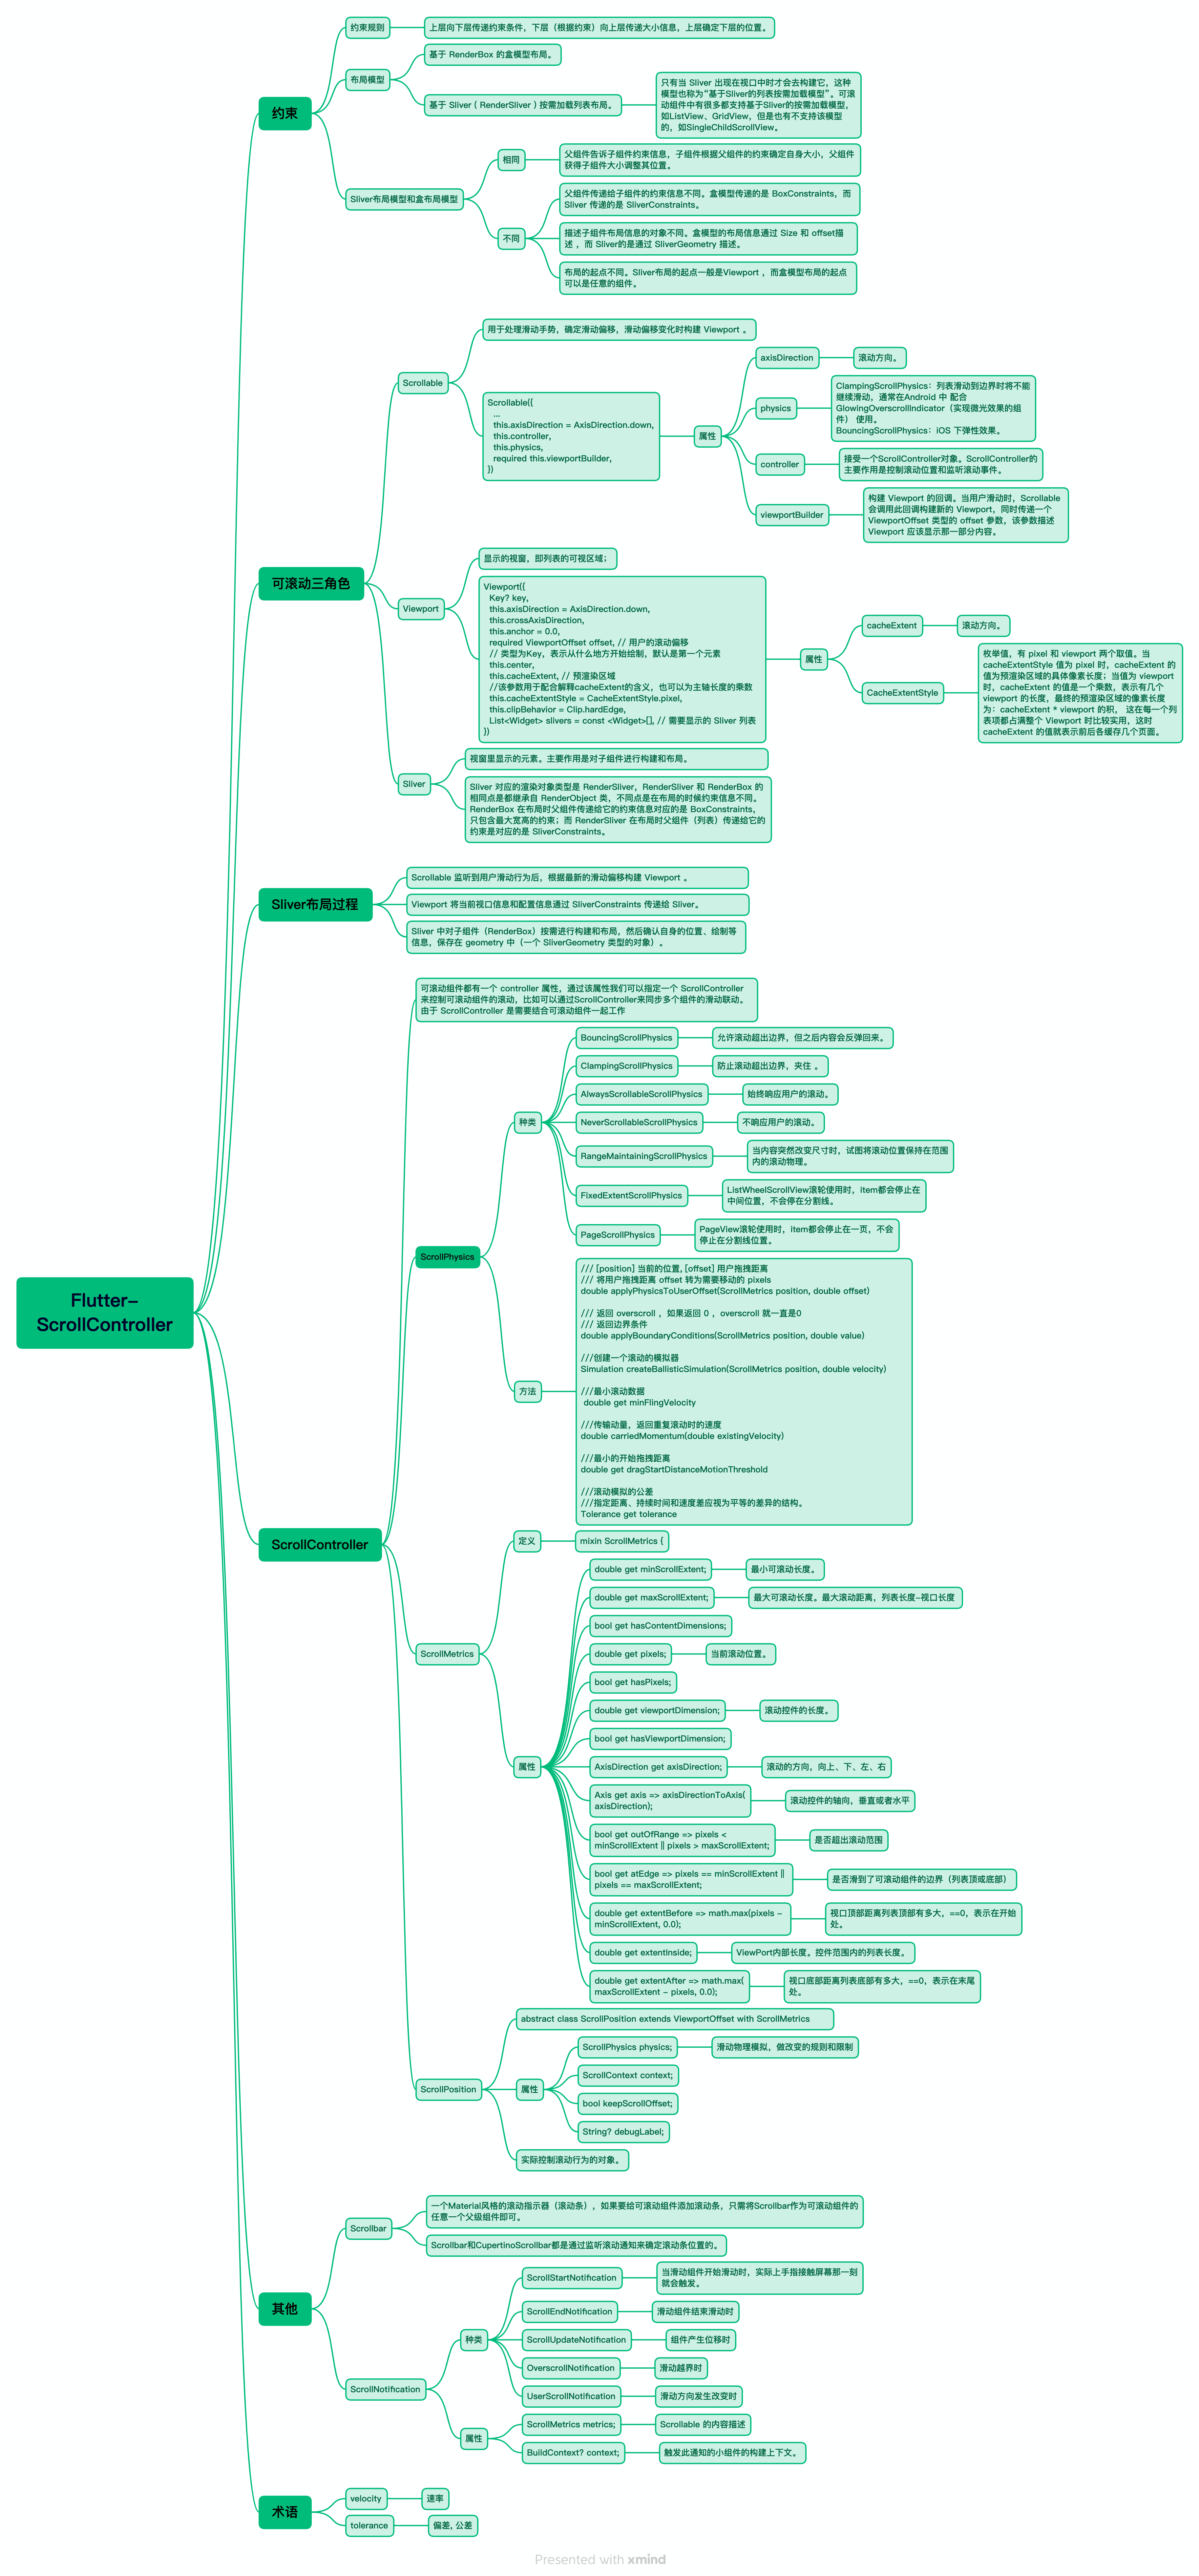 Flutter-
ScrollController
约束
约束规则
上层向下层传递约束条件，下层（根据约束）向上层传递大小信息，上层确定下层的位置。
布局模型
基于 RenderBox 的盒模型布局。
基于 Sliver ( RenderSliver ) 按需加载列表布局。
只有当 Sliver 出现在视口中时才会去构建它，这种
模型也称为“基于Sliver的列表按需加载模型”。可滚
动组件中有很多都支持基于Sliver的按需加载模型，
如ListView、GridView，但是也有不支持该模型
的，如SingleChildScrollView。
Sliver布局模型和盒布局模型
相同
父组件告诉子组件约束信息，子组件根据父组件的约束确定自身大小，父组件
获得子组件大小调整其位置。
不同
父组件传递给子组件的约束信息不同。盒模型传递的是 BoxConstraints，而
Sliver 传递的是 SliverConstraints。
描述子组件布局信息的对象不同。盒模型的布局信息通过 Size 和 offset描
述 ，而 Sliver的是通过 SliverGeometry 描述。
布局的起点不同。Sliver布局的起点一般是Viewport ，而盒模型布局的起点
可以是任意的组件。
可滚动三角色
Scrollable
用于处理滑动手势，确定滑动偏移，滑动偏移变化时构建 Viewport 。
Scrollable({
...
this.axisDirection = AxisDirection.down,
this.controller,
this.physics,
required this.viewportBuilder,
})
属性
axisDirection
滚动方向。
physics
ClampingScrollPhysics：列表滑动到边界时将不能
继续滑动，通常在Android 中 配合
GlowingOverscrollIndicator（实现微光效果的组
件） 使用。
BouncingScrollPhysics：iOS 下弹性效果。
controller
接受一个ScrollController对象。ScrollController的
主要作用是控制滚动位置和监听滚动事件。
viewportBuilder
构建 Viewport 的回调。当用户滑动时，Scrollable
会调用此回调构建新的 Viewport，同时传递一个
ViewportOffset 类型的 offset 参数，该参数描述
Viewport 应该显示那一部分内容。
Viewport
显示的视窗，即列表的可视区域；
Viewport({
Key? key,
this.axisDirection = AxisDirection.down,
this.crossAxisDirection,
this.anchor = 0.0,
required ViewportOffset offset, // 用户的滚动偏移
// 类型为Key，表示从什么地方开始绘制，默认是第一个元素
this.center,
this.cacheExtent, // 预渲染区域
//该参数用于配合解释cacheExtent的含义，也可以为主轴长度的乘数
this.cacheExtentStyle = CacheExtentStyle.pixel,
this.clipBehavior = Clip.hardEdge,
List<Widget> slivers = const <Widget>[], // 需要显示的 Sliver 列表
})
属性
cacheExtent
滚动方向。
CacheExtentStyle
枚举值，有 pixel 和 viewport 两个取值。当
cacheExtentStyle 值为 pixel 时，cacheExtent 的
值为预渲染区域的具体像素长度；当值为 viewport
时，cacheExtent 的值是一个乘数，表示有几个
viewport 的长度，最终的预渲染区域的像素长度
为：cacheExtent * viewport 的积， 这在每一个列
表项都占满整个 Viewport 时比较实用，这时
cacheExtent 的值就表示前后各缓存几个页面。
Sliver
视窗里显示的元素。主要作用是对子组件进行构建和布局。
Sliver 对应的渲染对象类型是 RenderSliver，RenderSliver 和 RenderBox 的
相同点是都继承自 RenderObject 类，不同点是在布局的时候约束信息不同。
RenderBox 在布局时父组件传递给它的约束信息对应的是 BoxConstraints，
只包含最大宽高的约束；而 RenderSliver 在布局时父组件（列表）传递给它的
约束是对应的是 SliverConstraints。
Sliver布局过程
Scrollable 监听到用户滑动行为后，根据最新的滑动偏移构建 Viewport 。
Viewport 将当前视口信息和配置信息通过 SliverConstraints 传递给 Sliver。
Sliver 中对子组件（RenderBox）按需进行构建和布局，然后确认自身的位置、绘制等
信息，保存在 geometry 中（一个 SliverGeometry 类型的对象）。
ScrollController
可滚动组件都有一个 controller 属性，通过该属性我们可以指定一个 ScrollController
来控制可滚动组件的滚动，比如可以通过ScrollController来同步多个组件的滑动联动。
由于 ScrollController 是需要结合可滚动组件一起工作
ScrollPhysics
种类
BouncingScrollPhysics
允许滚动超出边界，但之后内容会反弹回来。
ClampingScrollPhysics
防止滚动超出边界，夹住 。
AlwaysScrollableScrollPhysics
始终响应用户的滚动。
NeverScrollableScrollPhysics
不响应用户的滚动。
RangeMaintainingScrollPhysics
当内容突然改变尺寸时，试图将滚动位置保持在范围
内的滚动物理。
FixedExtentScrollPhysics
ListWheelScrollView滚轮使用时，item都会停止在
中间位置，不会停在分割线。
PageScrollPhysics
PageView滚轮使用时，item都会停止在一页，不会
停止在分割线位置。
方法
/// [position] 当前的位置, [offset] 用户拖拽距离
/// 将用户拖拽距离 offset 转为需要移动的 pixels
double applyPhysicsToUserOffset(ScrollMetrics position, double offset)
/// 返回 overscroll ，如果返回 0 ，overscroll 就一直是0
/// 返回边界条件
double applyBoundaryConditions(ScrollMetrics position, double value)
///创建一个滚动的模拟器
Simulation createBallisticSimulation(ScrollMetrics position, double velocity)
///最小滚动数据
double get minFlingVelocity
///传输动量，返回重复滚动时的速度
double carriedMomentum(double existingVelocity)
///最小的开始拖拽距离
double get dragStartDistanceMotionThreshold
///滚动模拟的公差
///指定距离、持续时间和速度差应视为平等的差异的结构。
Tolerance get tolerance
ScrollMetrics
定义
mixin ScrollMetrics {
属性
double get minScrollExtent;
最小可滚动长度。
double get maxScrollExtent;
最大可滚动长度。最大滚动距离，列表长度-视口长度
bool get hasContentDimensions;
double get pixels;
当前滚动位置。
bool get hasPixels;
double get viewportDimension;
滚动控件的长度。
bool get hasViewportDimension;
AxisDirection get axisDirection;
滚动的方向，向上、下、左、右
Axis get axis => axisDirectionToAxis(
axisDirection);
滚动控件的轴向，垂直或者水平
bool get outOfRange => pixels <
minScrollExtent || pixels > maxScrollExtent;
是否超出滚动范围
bool get atEdge => pixels == minScrollExtent ||
pixels == maxScrollExtent;
是否滑到了可滚动组件的边界（列表顶或底部）
double get extentBefore => math.max(pixels -
minScrollExtent, 0.0);
视口顶部距离列表顶部有多大，==0，表示在开始
处。
double get extentInside;
ViewPort内部长度。控件范围内的列表长度。
double get extentAfter => math.max(
maxScrollExtent - pixels, 0.0);
视口底部距离列表底部有多大，==0，表示在末尾
处。
ScrollPosition
abstract class ScrollPosition extends ViewportOffset with ScrollMetrics
属性
ScrollPhysics physics;
滑动物理模拟，做改变的规则和限制
ScrollContext context;
bool keepScrollOffset;
String? debugLabel;
实际控制滚动行为的对象。
其他
Scrollbar
一个Material风格的滚动指示器（滚动条），如果要给可滚动组件添加滚动条，只需将Scrollbar作为可滚动组件的
任意一个父级组件即可。
Scrollbar和CupertinoScrollbar都是通过监听滚动通知来确定滚动条位置的。
ScrollNotification
种类
ScrollStartNotification
当滑动组件开始滑动时，实际上手指接触屏幕那一刻
就会触发。
ScrollEndNotification
滑动组件结束滑动时
ScrollUpdateNotification
组件产生位移时
OverscrollNotification
滑动越界时
UserScrollNotification
滑动方向发生改变时
属性
ScrollMetrics metrics;
Scrollable 的内容描述
BuildContext? context;
触发此通知的小组件的构建上下文。
术语
velocity
速率
tolerance
偏差, 公差
Presented with xmind